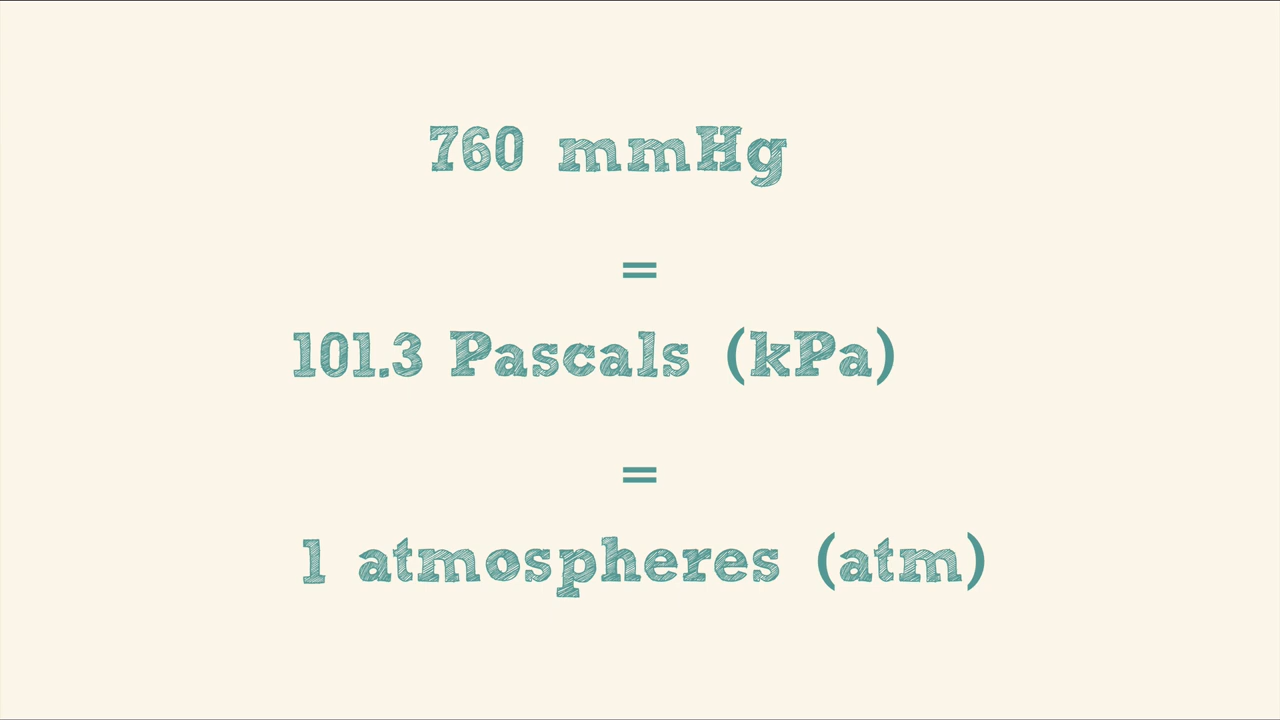 760 mmHg
=
101.3 Pascals (kPa)
=
1 atmospheres (atm)